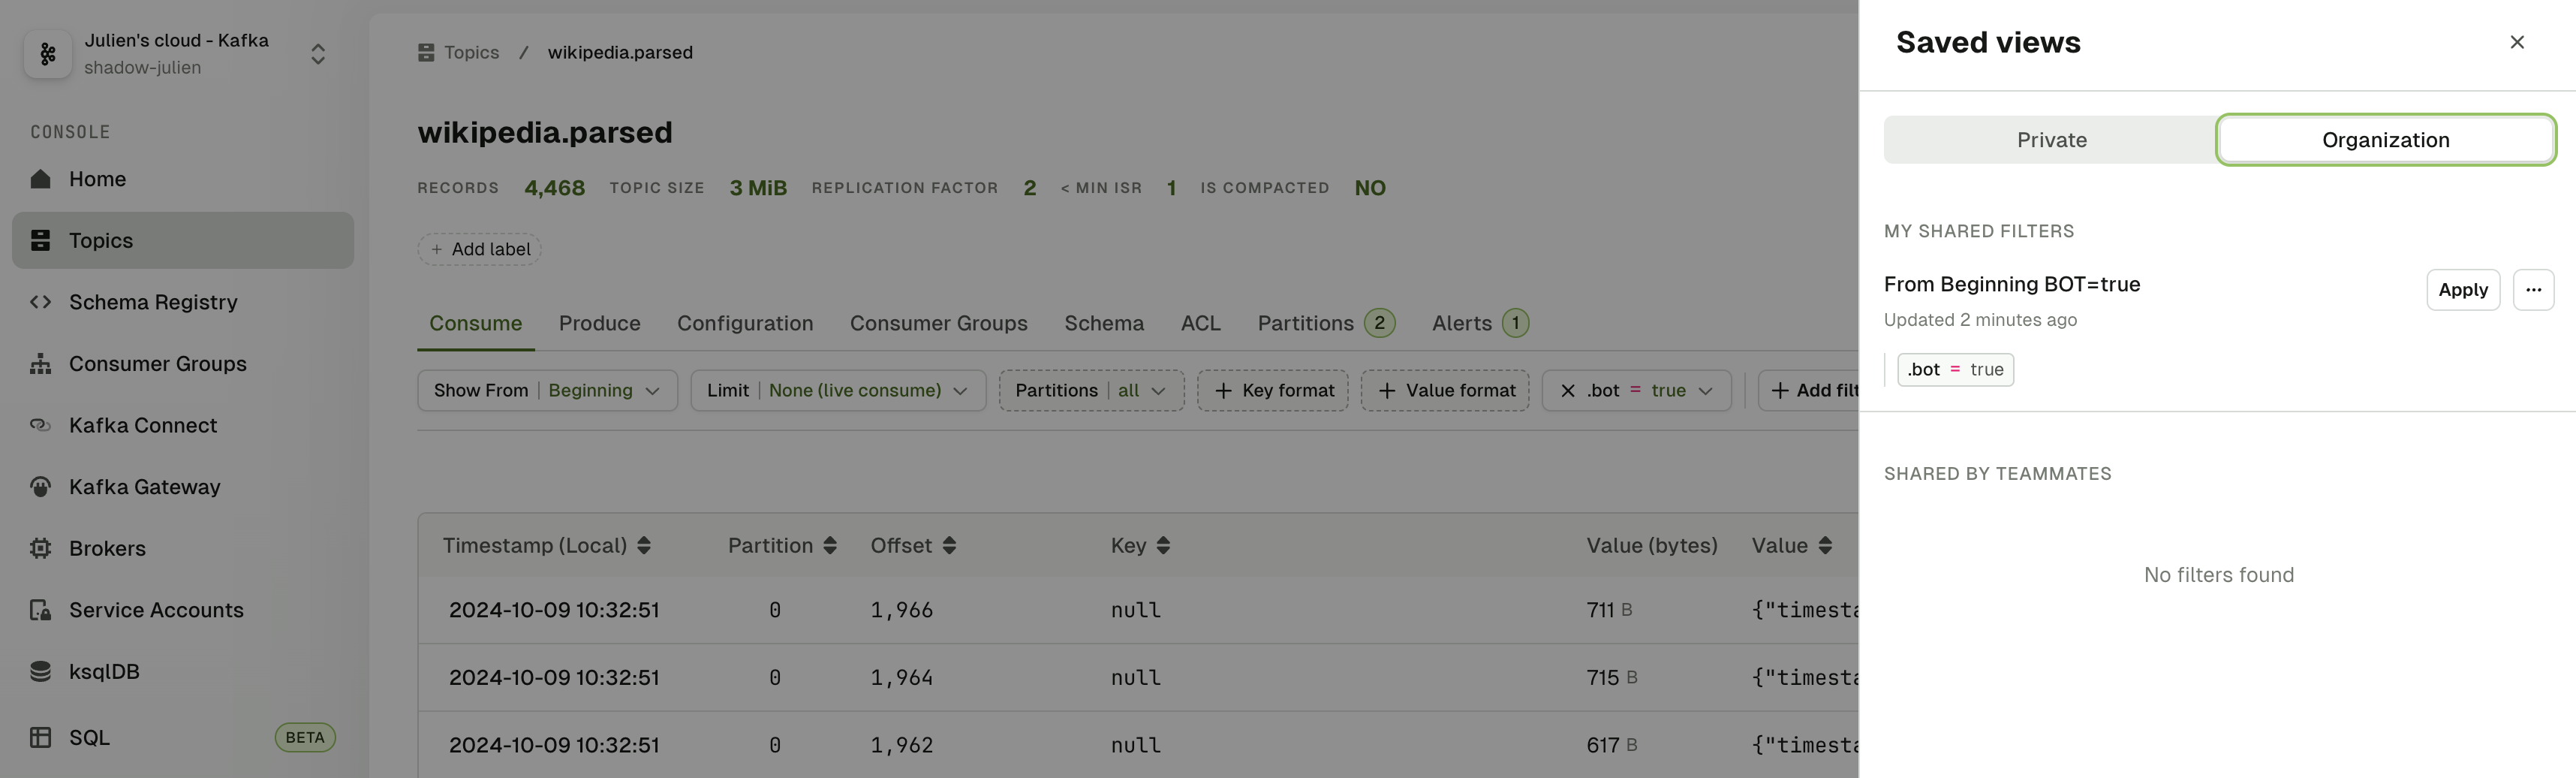 Julien's cloud - Kafka
shadow-julien
CONSOLE
Home
Topics
Schema Registry
Consumer Groups
Kafka Connect
Kafka Gateway
Brokers
Service Accounts
ksqlDB
SQL BETA
Topics / wikipedia.parsed
wikipedia.parsed
RECORDS 4,468 TOPIC SIZE 3 MiB REPLICATION FACTOR 2 < MIN ISR 1 IS COMPACTED NO
+ Add label
Consume Produce Configuration Consumer Groups Schema ACL Partitions 2 Alerts 1
Show From | Beginning Limit | None (live consume) Partitions | all + Key format + Value format × .bot = true + Add filt
Timestamp (Local) Partition Offset Key Value (bytes) Value
2024-10-09 10:32:51 0 1,966 null 711 B {"timesta
2024-10-09 10:32:51 0 1,964 null 715 B {"timesta
2024-10-09 10:32:51 0 1,962 null 617 B {"timesta
Saved views
Private Organization
MY SHARED FILTERS
From Beginning BOT=true Apply ...
Updated 2 minutes ago
.bot = true
SHARED BY TEAMMATES
No filters found